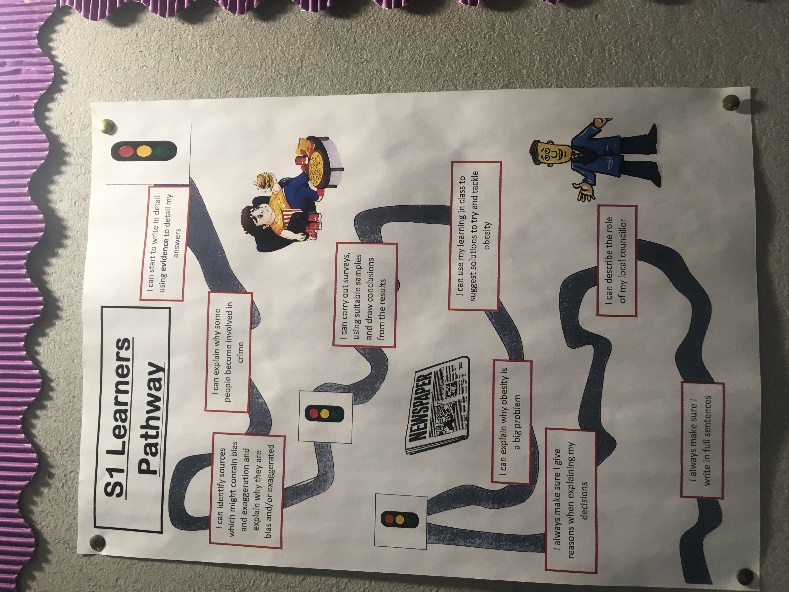 S1 Learners
Pathway
I can start to write in detail
using evidence to detail my
answers
I can explain why some
people become involved in
crime
I can identify sources
which might contain bias
and exaggeration and
explain why they are
bias and/or exaggerated
I can carry out surveys,
using suitable samples
and draw conclusions
from the results
I can use my learning in class to
suggest solutions to try and tackle
obesity
NEWSPAPER
I can explain why obesity is
a big problem
I always make sure I give
reasons when explaining my
decisions
I can describe the role
of my local councillor
I always make sure I
write in full sentences